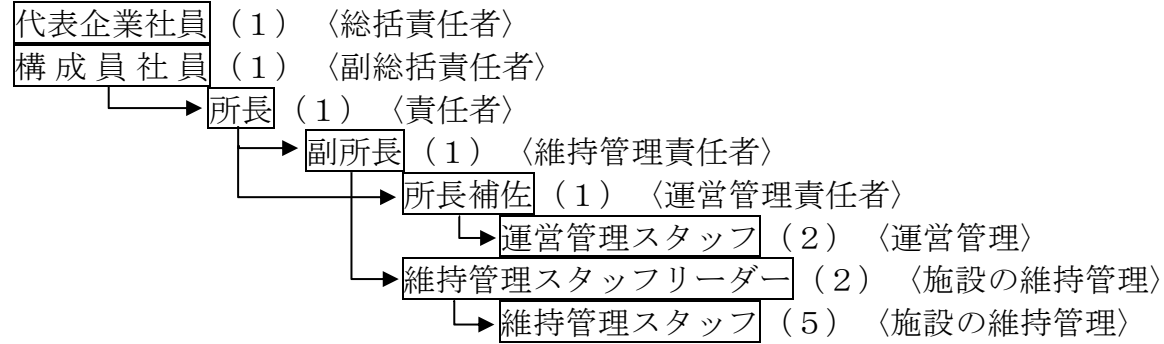 代表企業社員（１）〈総括責任者〉
構成員社員（１）〈副総括責任者〉
所長（１）〈責任者〉
副所長（１）〈維持管理責任者〉
所長補佐（１）〈運営管理責任者〉
運営管理スタッフ（２）〈運営管理〉
維持管理スタッフリーダー（２）〈施設の維持管理〉
維持管理スタッフ（５）〈施設の維持管理〉